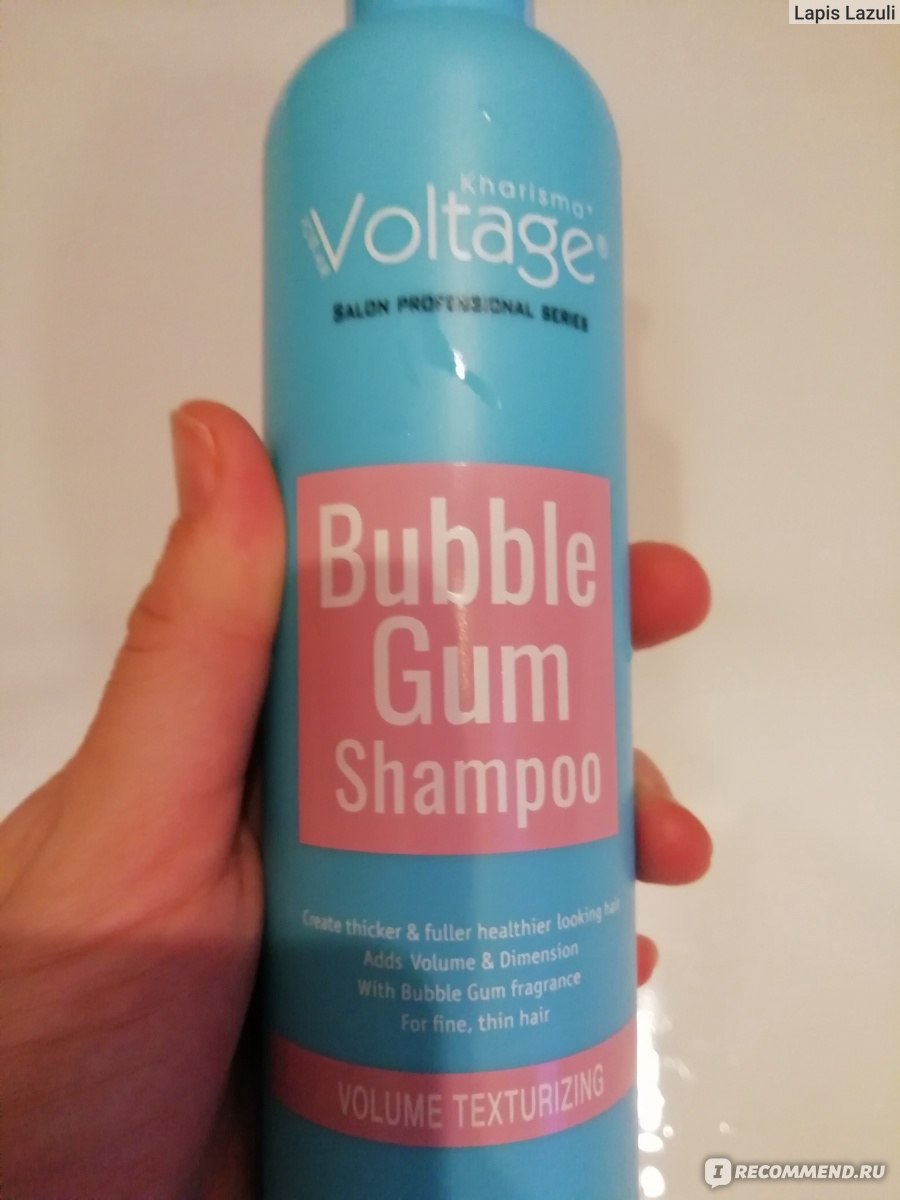 Lapis Lazuli
Kharisma
Voltage®
SALON PROFESSIONAL SERIES
Bubble
Gum
Shampoo
Create thicker & fuller healthier looking hair
Adds Volume & Dimension
With Bubble Gum fragrance
For fine, thin hair
VOLUME TEXTURIZING
IRECOMMEND.RU